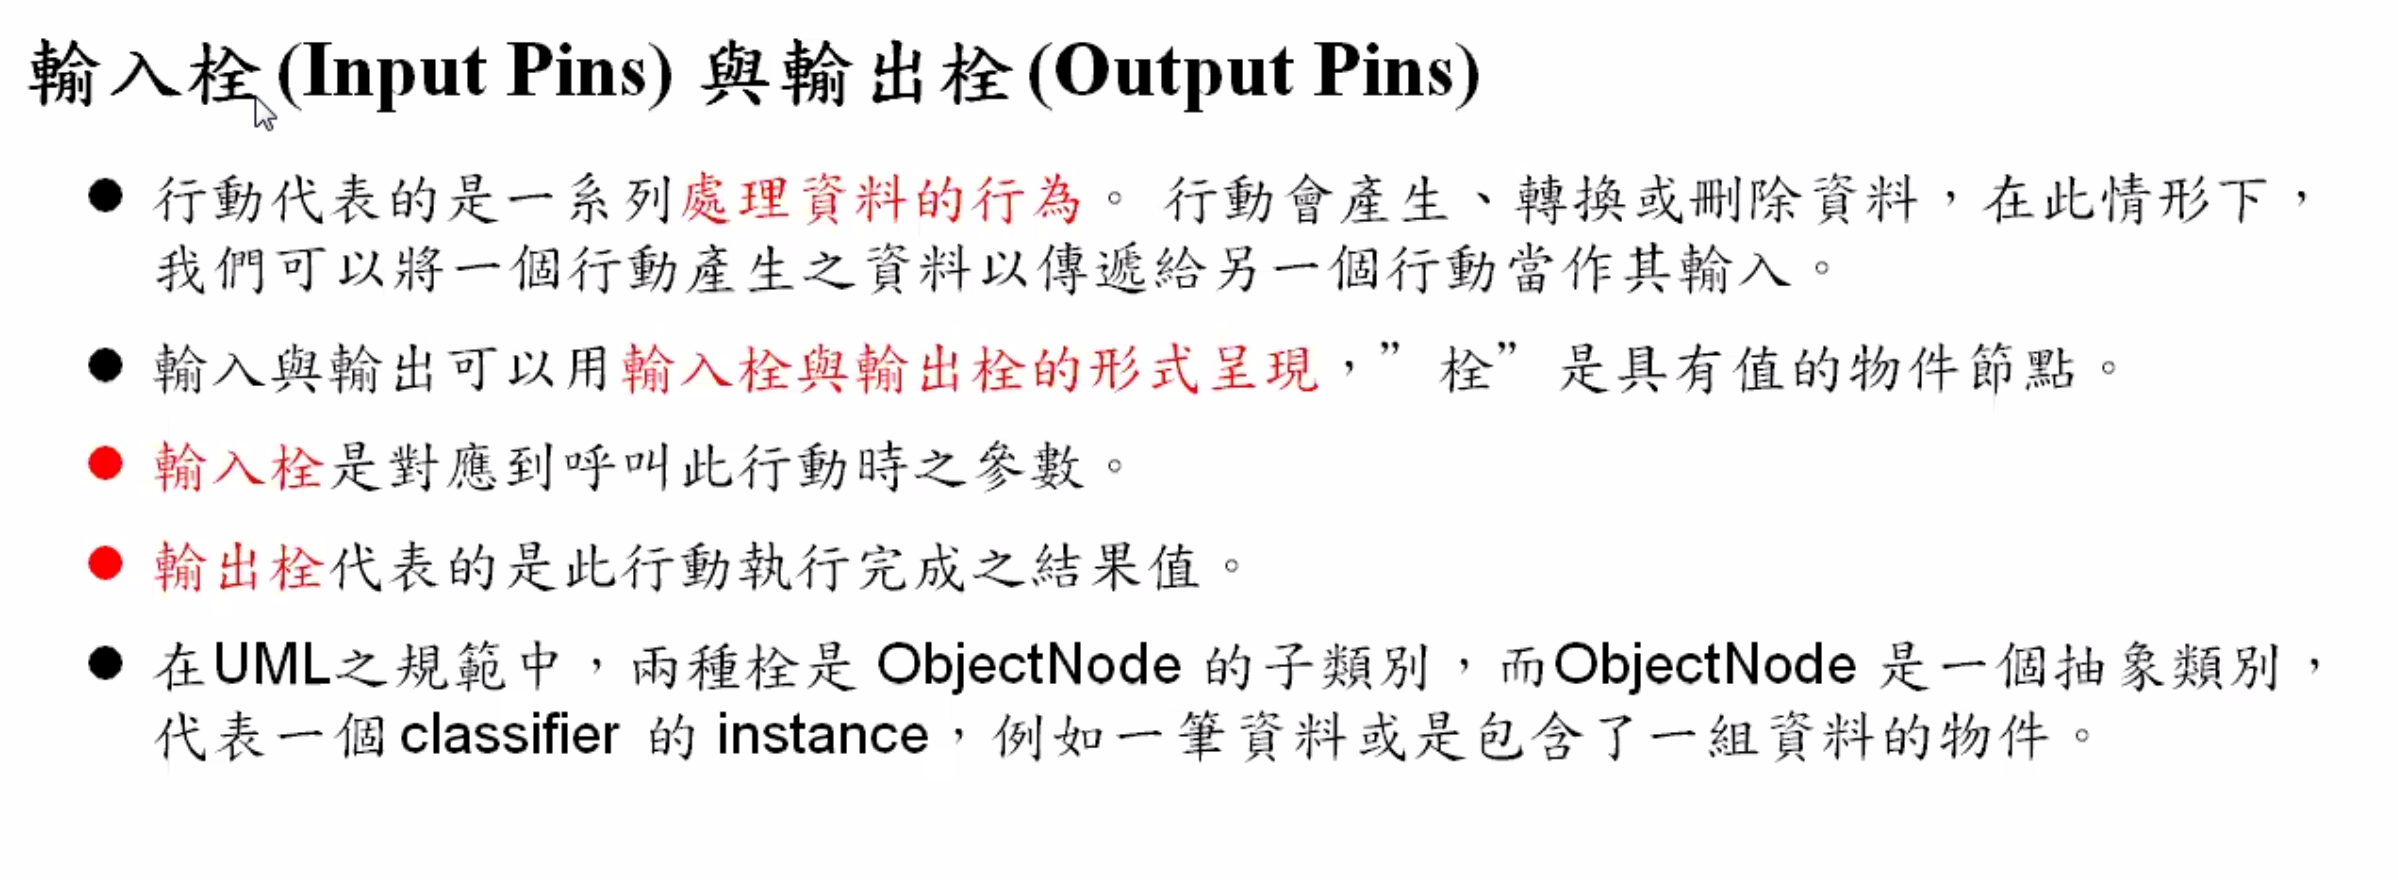 輸入栓(Input Pins) 與輸出栓(Output Pins)
● 行動代表的是一系列處理資料的行為。 行動會產生、轉換或刪除資料，在此情形下，
我們可以將一個行動產生之資料以傳遞給另一個行動當作其輸入。
● 輸入與輸出可以用輸入栓與輸出栓的形式呈現，”栓”是具有值的物件節點。
● 輸入栓是對應到呼叫此行動時之參數。
● 輸出栓代表的是此行動執行完成之結果值。
● 在UML之規範中，兩種栓是 ObjectNode 的子類別，而ObjectNode 是一個抽象類別，
代表一個 classifier 的 instance，例如一筆資料或是包含了一組資料的物件。